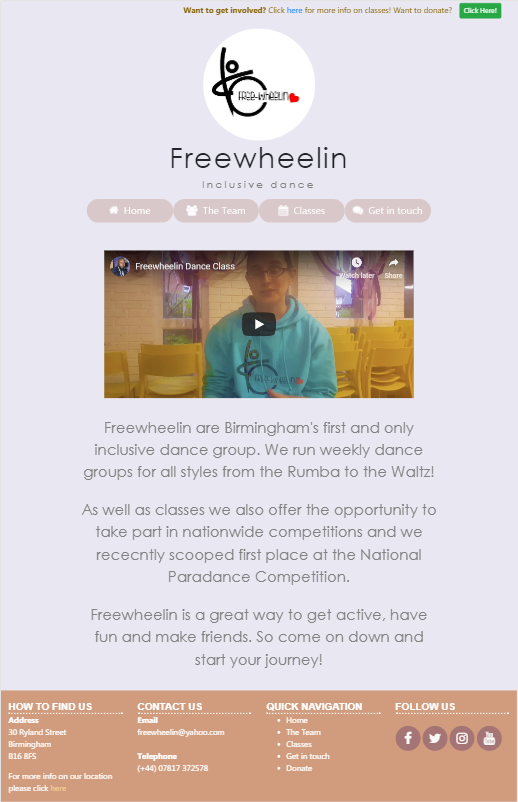 Want to get involved? Click here for more info on classes! Want to donate? Click Here!
FREE-WHEELIN
Freewheelin
Inclusive dance
Home The Team Classes Get in touch
Freewheelin Dance Class Watch later Share
FREE-WHEELIN
Freewheelin are Birmingham's first and only
inclusive dance group. We run weekly dance
groups for all styles from the Rumba to the Waltz!
As well as classes we also offer the opportunity to
take part in nationwide competitions and we
rececntly scooped first place at the National
Paradance Competition.
Freewheelin is a great way to get active, have
fun and make friends. So come on down and
start your journey!
HOW TO FIND US
Address
30 Ryland Street
Birmingham
B16 8FS
For more info on our location
please click here
CONTACT US
Email
freewheelin@yahoo.com
Telephone
(+44) 07817 372578
QUICK NAVIGATION
Home
The Team
Classes
Get in touch
Donate
FOLLOW US
You